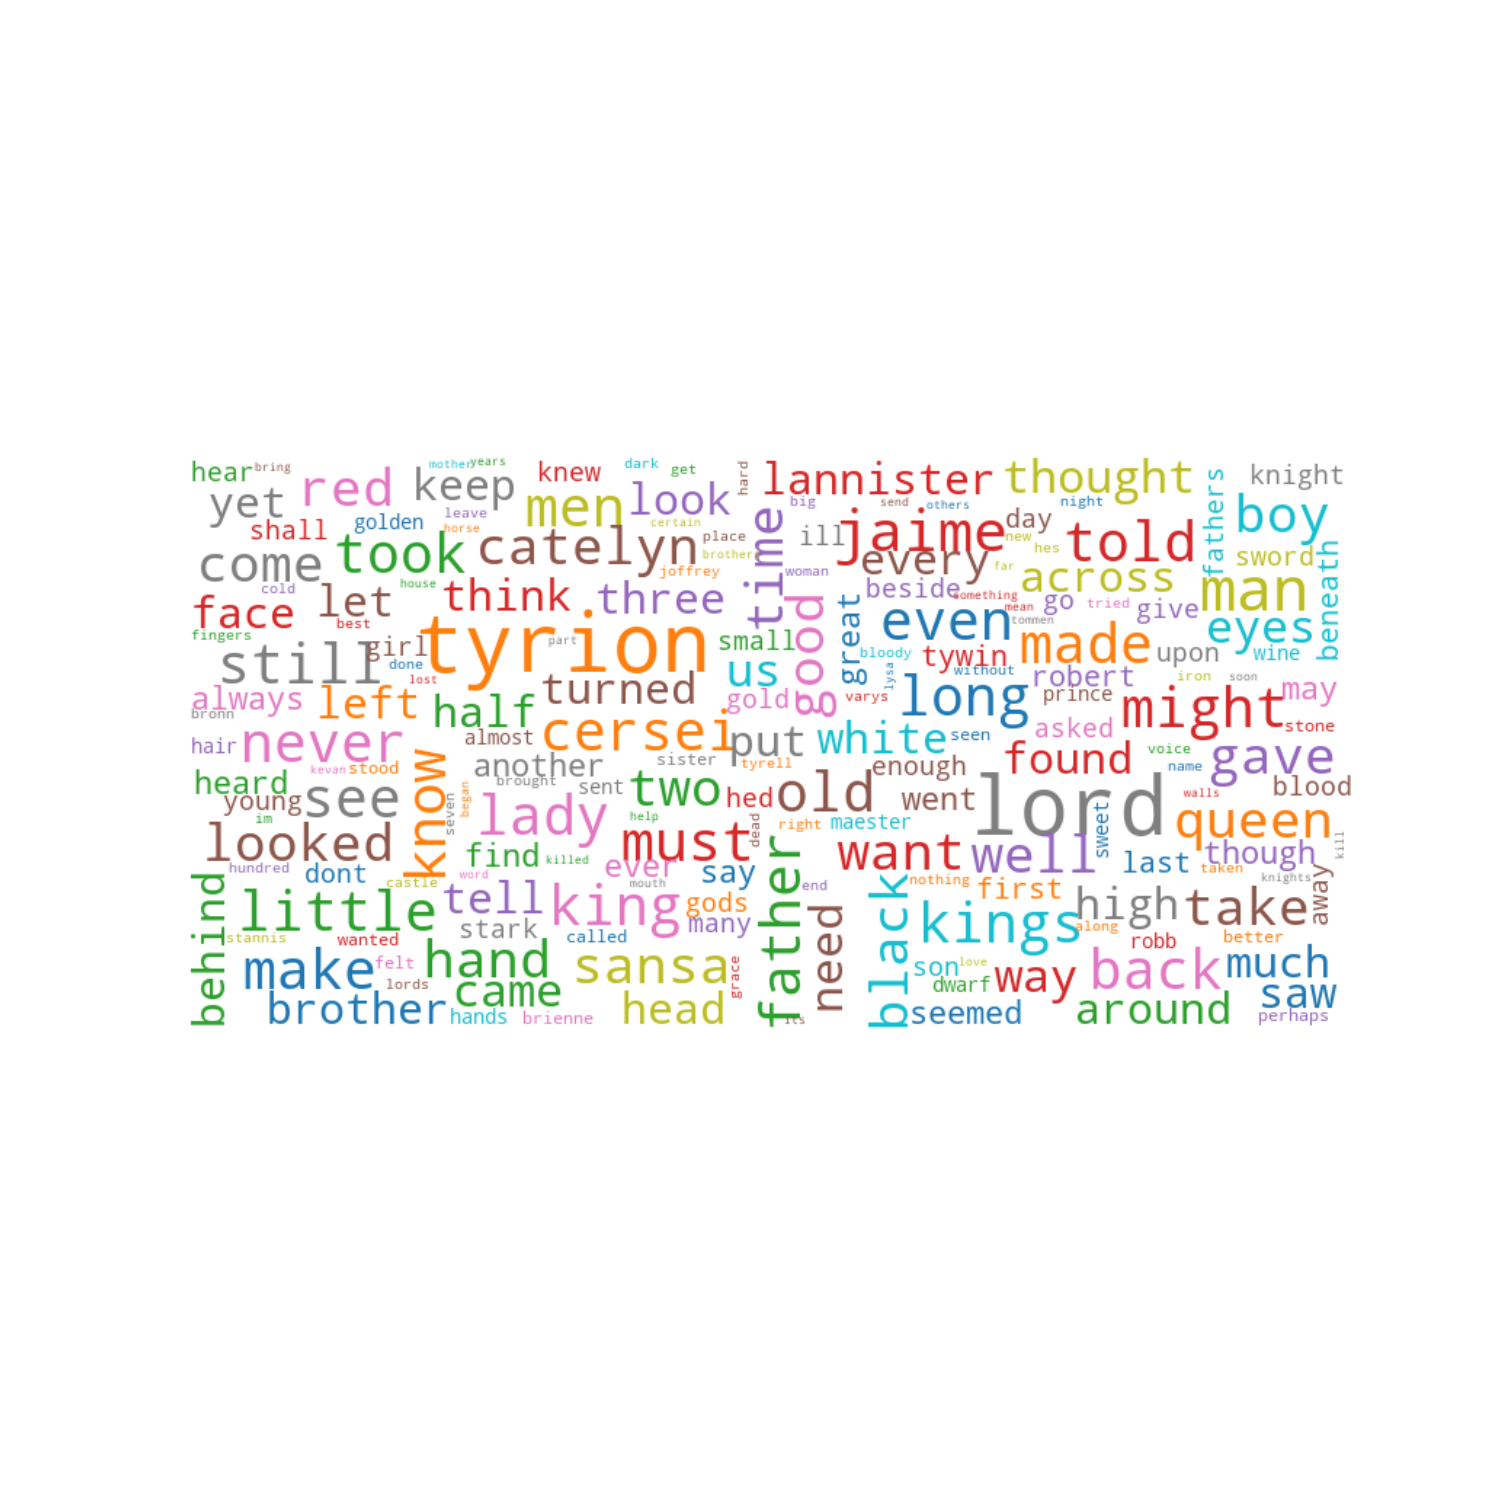 hear bring red keep mother years knew dark get hard lannister thought fathers knight
yet golden leave men look certain big send others night boy
shall horse time ill jaime day new told sword
come took catelyn place brother every hes beneath
cold house joffrey woman far across man
face let think three beside something mean go tried give
fingers best girl tyrion part small good great even tommen made eyes
still done lost us bloody tywin without upon wine
always left turned gold lysa varys long robert iron soon may
bronn half cersei prince might stone
hair never almost put white seen asked
heard kevan stood another sister tyrell enough found voice gave
young see know began brought sent two hed old went lord name walls blood
im seven lady help right maester sweet queen
looked must dead want well last though kill
hundred dont find killed ever say father nothing first taken knights away
behind castle word mouth king gods end black high take
little tell many need kings along
stannis wanted stark called robb better
make felt hand sansa grace son love way back much
lords came dwarf saw
brother hands brienne head its seemed around perhaps